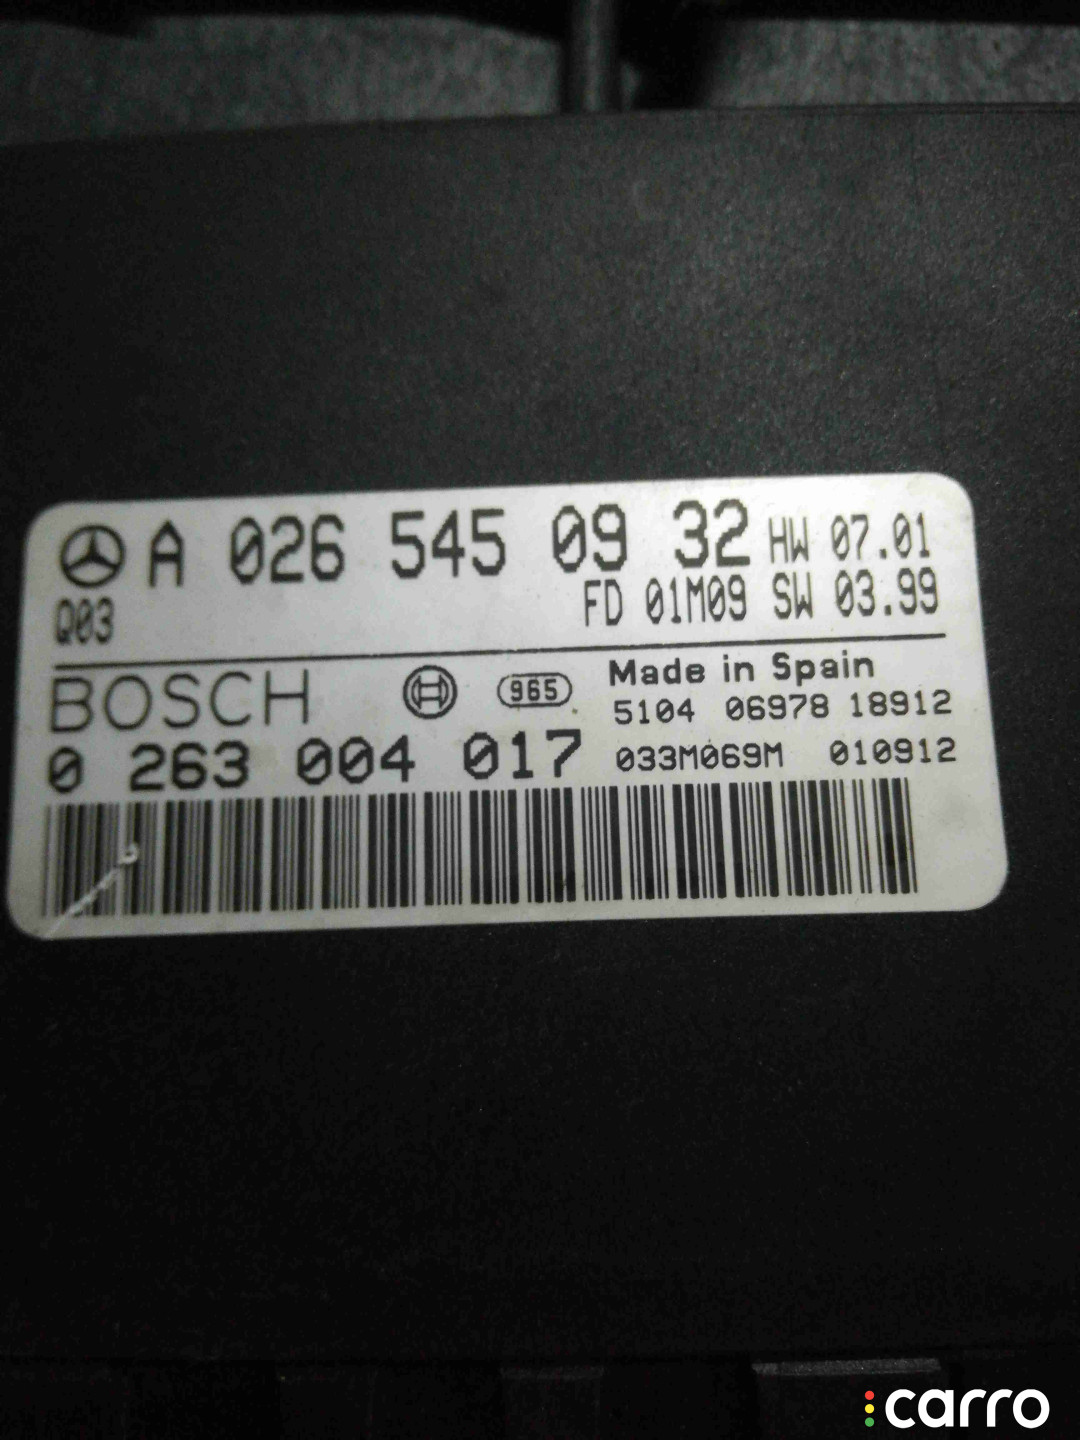 A 026 545 09 32 HW 07.01
Q03 FD 01M09 SW 03.99
BOSCH 965 Made in Spain
5104 06978 18912
0 263 004 017 033M069M 010912
carro